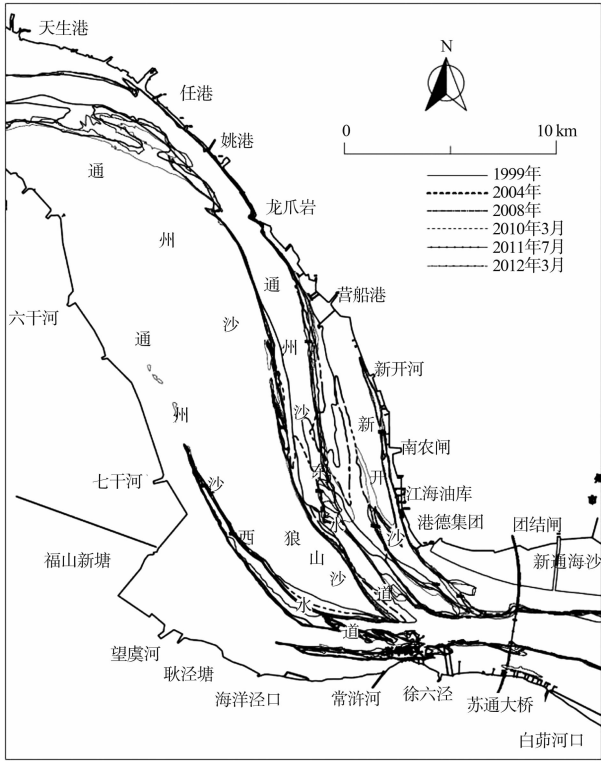 天生港
N
任港
0 10 km
姚港
1999年
2004年
2008年
2010年3月
2011年7月
2012年3月
龙爪岩
营船港
通州沙
通州沙西水道
通州沙东水道
狼山沙
新开沙
六干河
新开河
南农闸
七干河
江海油库
港德集团
团结闸
新通海沙
福山新塘
望虞河
耿泾塘
海洋泾口
常浒河
徐六泾
苏通大桥
白茆河口